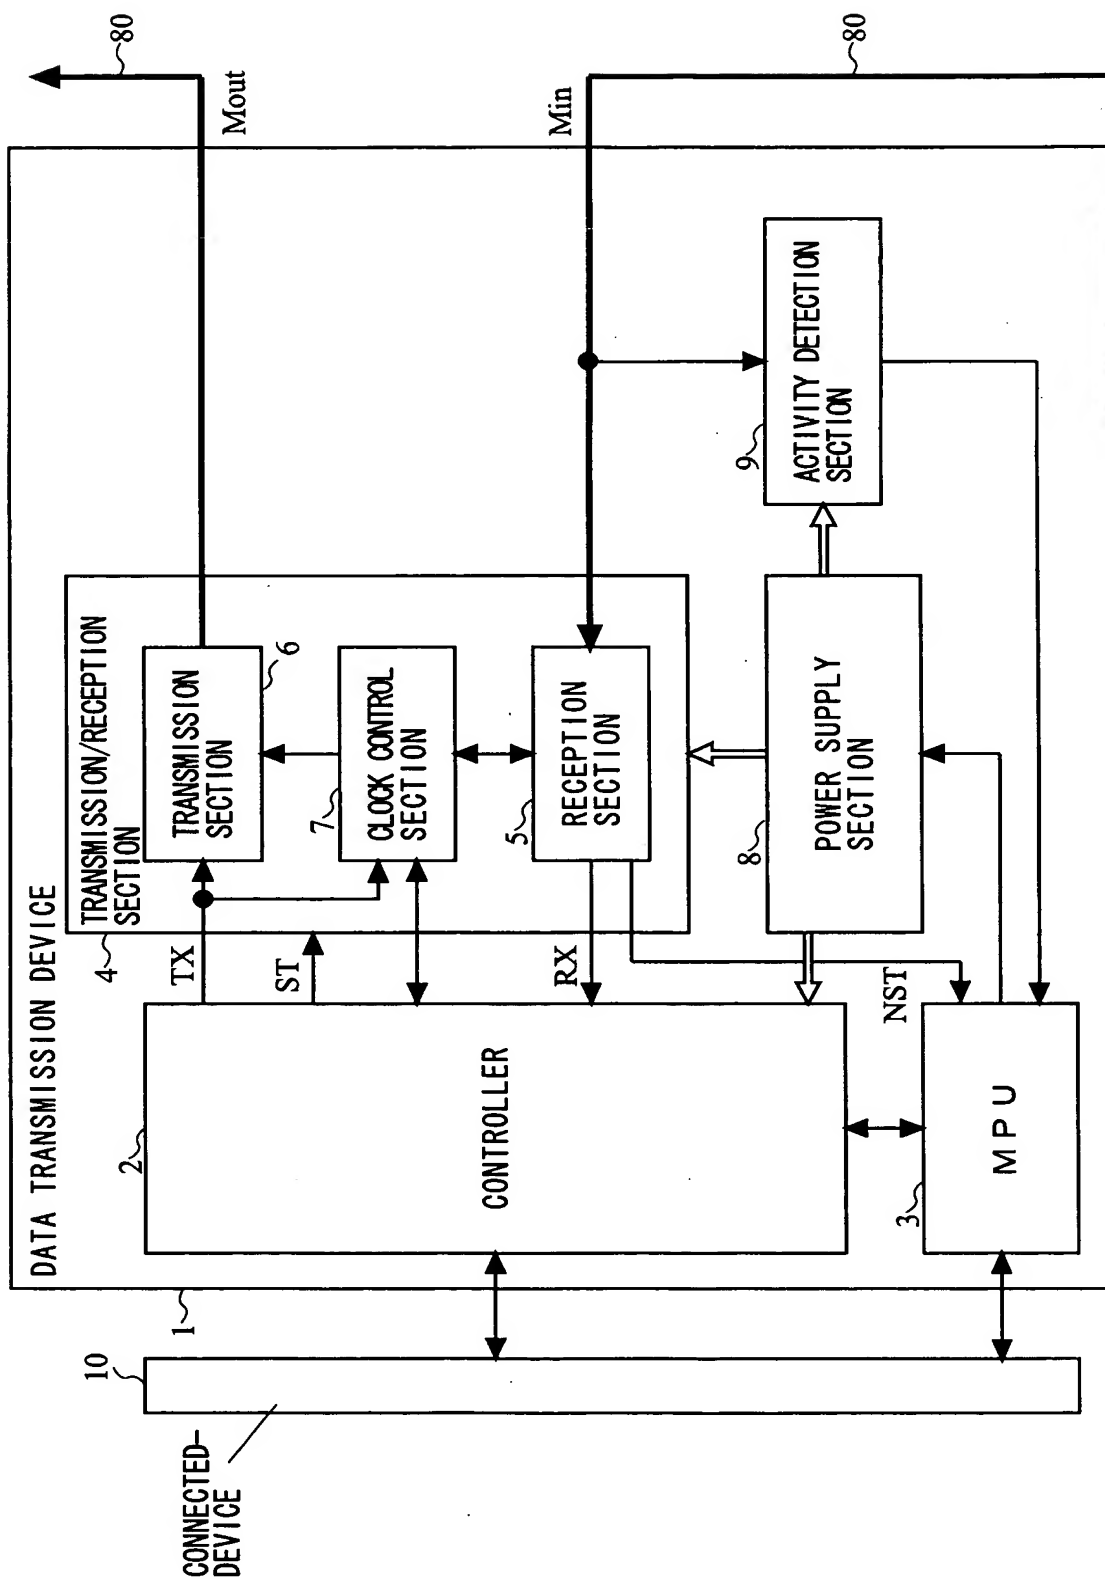 DATA TRANSMISSION DEVICE
1
10
CONNECTED-
DEVICE
2
CONTROLLER
3
MPU
TRANSMISSION/RECEPTION
SECTION
4
TX
ST
RX
NST
TRANSMISSION
SECTION
6
7
CLOCK CONTROL
SECTION
5
RECEPTION
SECTION
8
POWER SUPPLY
SECTION
9
ACTIVITY DETECTION
SECTION
Mout
80
Min
80